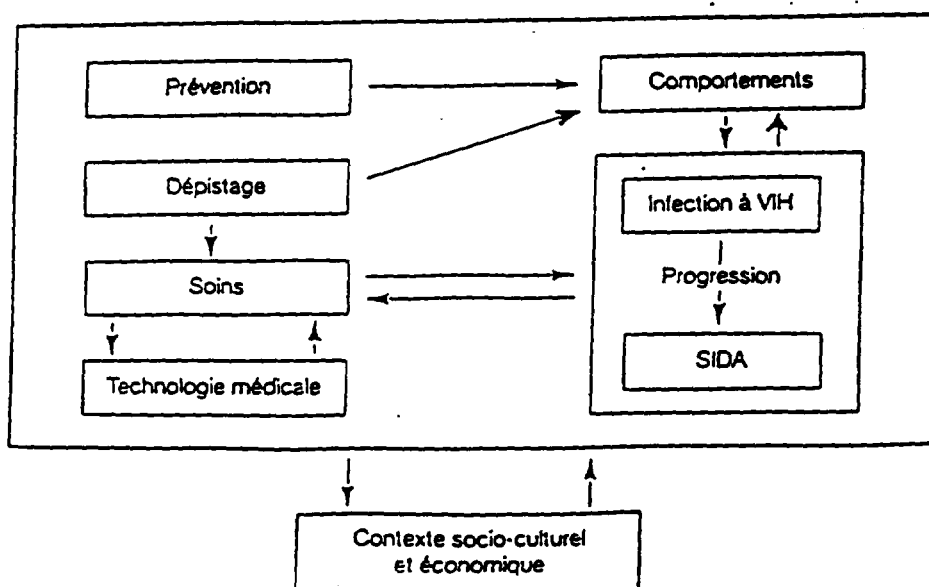 Prévention
Comportements
Dépistage
Infection à VIH
Soins
Progression
SIDA
Technologie médicale
Contexte socio-culturel
et économique